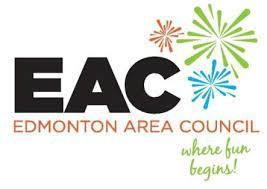 EAC
EDMONTON AREA COUNCIL
where fun
begins!